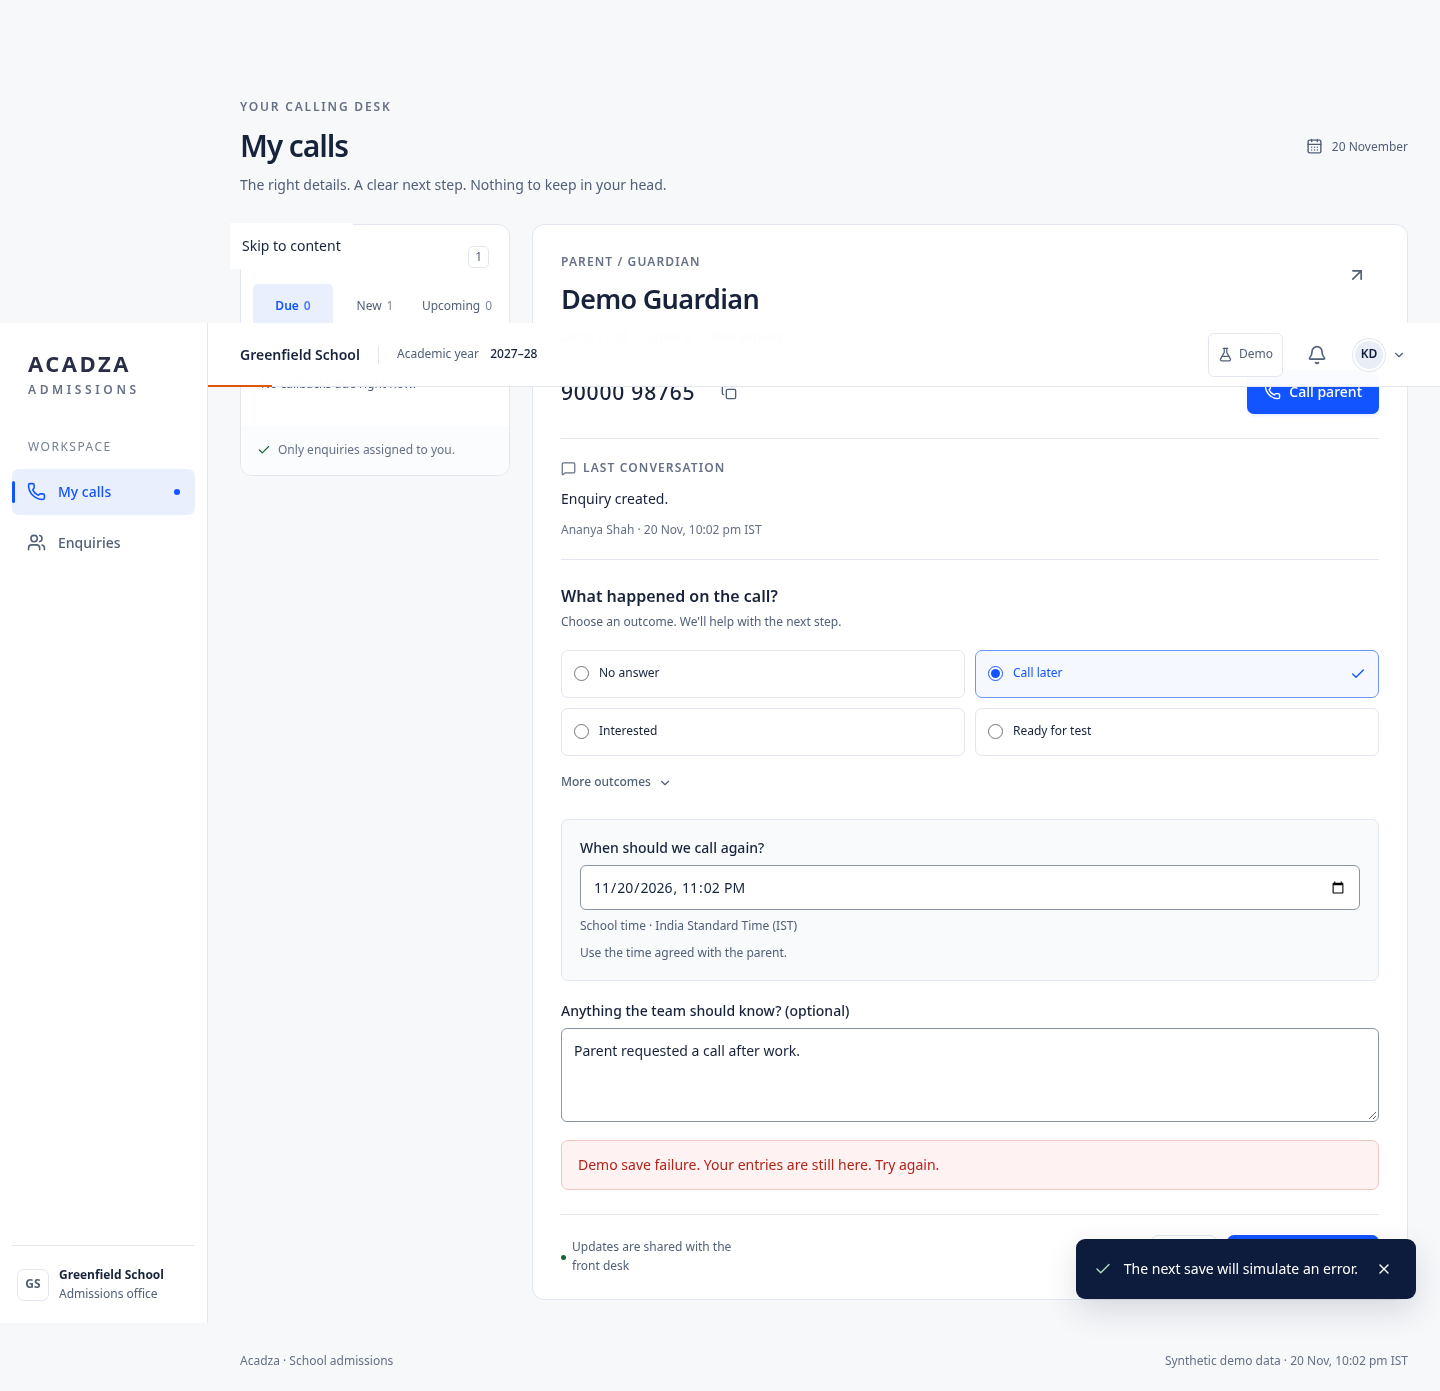 YOUR CALLING DESK
My calls
20 November
The right details. A clear next step. Nothing to keep in your head.
Skip to content
1
Due 0
New 1
Upcoming 0
PARENT / GUARDIAN
Demo Guardian
ACADZA
ADMISSIONS
Greenfield School
Academic year 2027–28
Demo
KD
90000 98765
Call parent
Only enquiries assigned to you.
WORKSPACE
My calls
Enquiries
LAST CONVERSATION
Enquiry created.
Ananya Shah · 20 Nov, 10:02 pm IST
What happened on the call?
Choose an outcome. We'll help with the next step.
No answer
Call later
Interested
Ready for test
More outcomes
When should we call again?
11/20/2026, 11:02 PM
School time · India Standard Time (IST)
Use the time agreed with the parent.
Anything the team should know? (optional)
Parent requested a call after work.
Demo save failure. Your entries are still here. Try again.
Updates are shared with the
front desk
The next save will simulate an error.
GS
Greenfield School
Admissions office
Acadza · School admissions
Synthetic demo data · 20 Nov, 10:02 pm IST